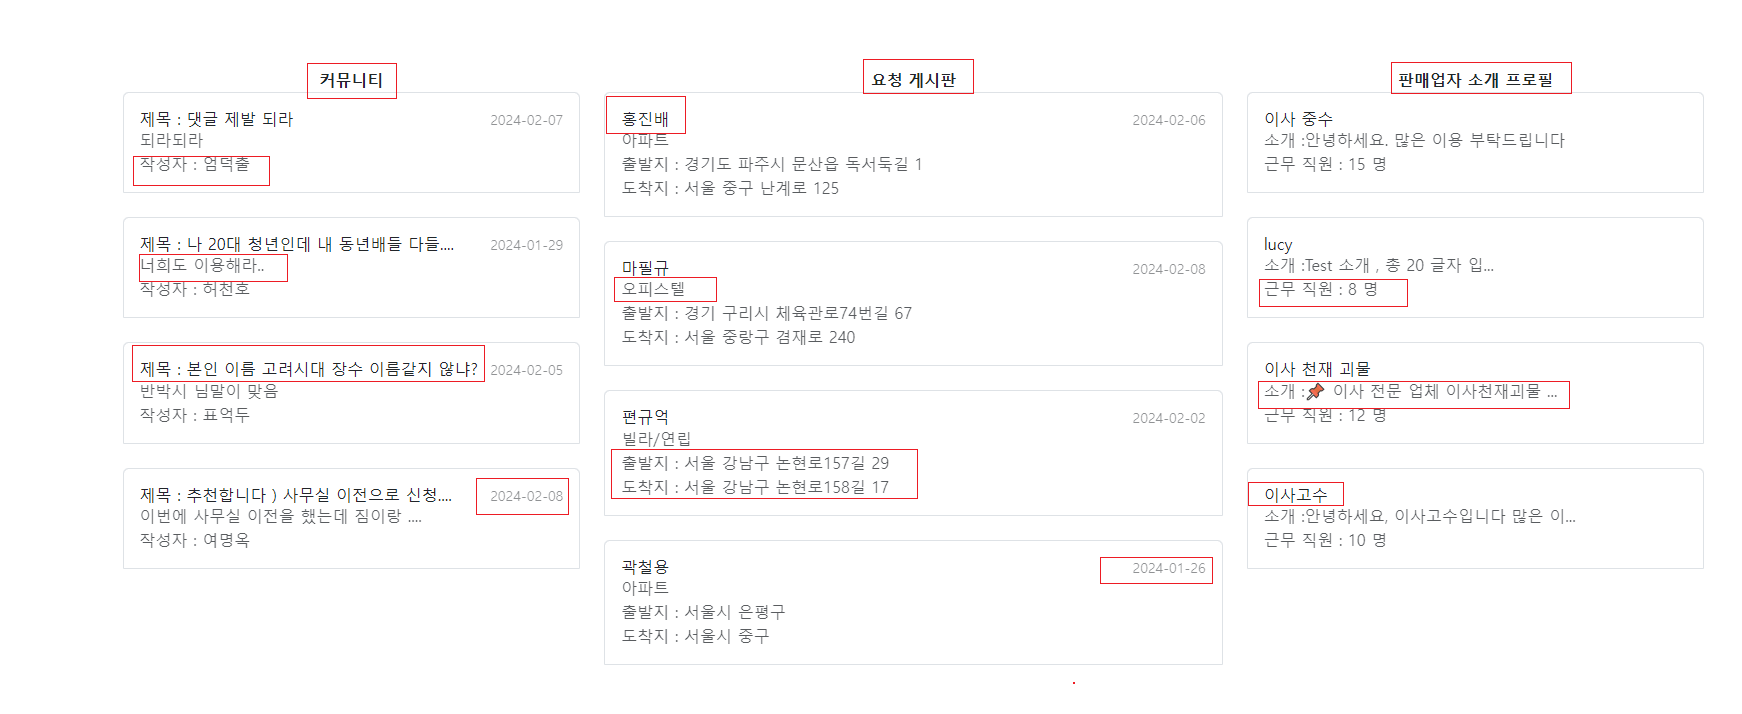 커뮤니티
제목 : 댓글 제발 되라 2024-02-07
되라되라
작성자 : 엄덕출
제목 : 나 20대 청년인데 내 동년배들 다들.... 2024-01-29
너희도 이용해라..
작성자 : 허천호
제목 : 본인 이름 고려시대 장수 이름같지 않냐? 2024-02-05
반박시 님말이 맞음
작성자 : 표억두
제목 : 추천합니다 ) 사무실 이전으로 신청.... 2024-02-08
이번에 사무실 이전을 했는데 짐이랑 ....
작성자 : 여명옥
요청 게시판
홍진배 2024-02-06
아파트
출발지 : 경기도 파주시 문산읍 독서둑길 1
도착지 : 서울 중구 난계로 125
마필규 2024-02-08
오피스텔
출발지 : 경기 구리시 체육관로74번길 67
도착지 : 서울 중랑구 겸재로 240
편규억 2024-02-02
빌라/연립
출발지 : 서울 강남구 논현로157길 29
도착지 : 서울 강남구 논현로158길 17
곽철용 2024-01-26
아파트
출발지 : 서울시 은평구
도착지 : 서울시 중구
판매업자 소개 프로필
이사 중수
소개 :안녕하세요. 많은 이용 부탁드립니다
근무 직원 : 15 명
lucy
소개 :Test 소개 , 총 20 글자 입...
근무 직원 : 8 명
이사 천재 괴물
소개 :📌 이사 전문 업체 이사천재괴물 ...
근무 직원 : 12 명
이사고수
소개 :안녕하세요, 이사고수입니다 많은 이...
근무 직원 : 10 명